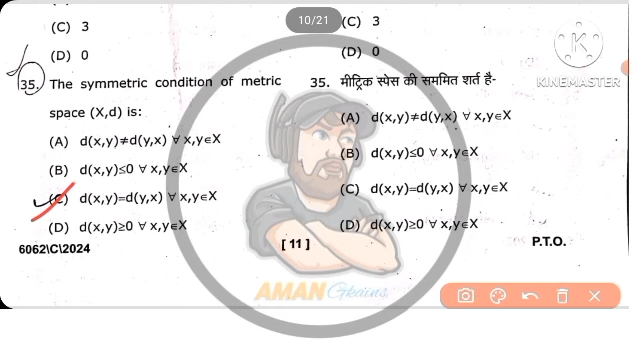 10/21
(C) 3
(D) 0
35. The symmetric condition of metric
space (X,d) is:
(A) d(x,y)≠d(y,x) ∀ x,y∈X
(B) d(x,y)≤0 ∀ x,y∈X
(C) d(x,y)=d(y,x) ∀ x,y∈X
(D) d(x,y)≥0 ∀ x,y∈X
6062\C\2024
[ 11 ]
(C) 3
(D) 0
35. मीट्रिक स्पेस की सममित शर्त है-
(A) d(x,y)≠d(y,x) ∀ x,y∈X
(B) d(x,y)≤0 ∀ x,y∈X
(C) d(x,y)=d(y,x) ∀ x,y∈X
(D) d(x,y)≥0 ∀ x,y∈X
P.T.O.
K
KINEMASTER
AMAN